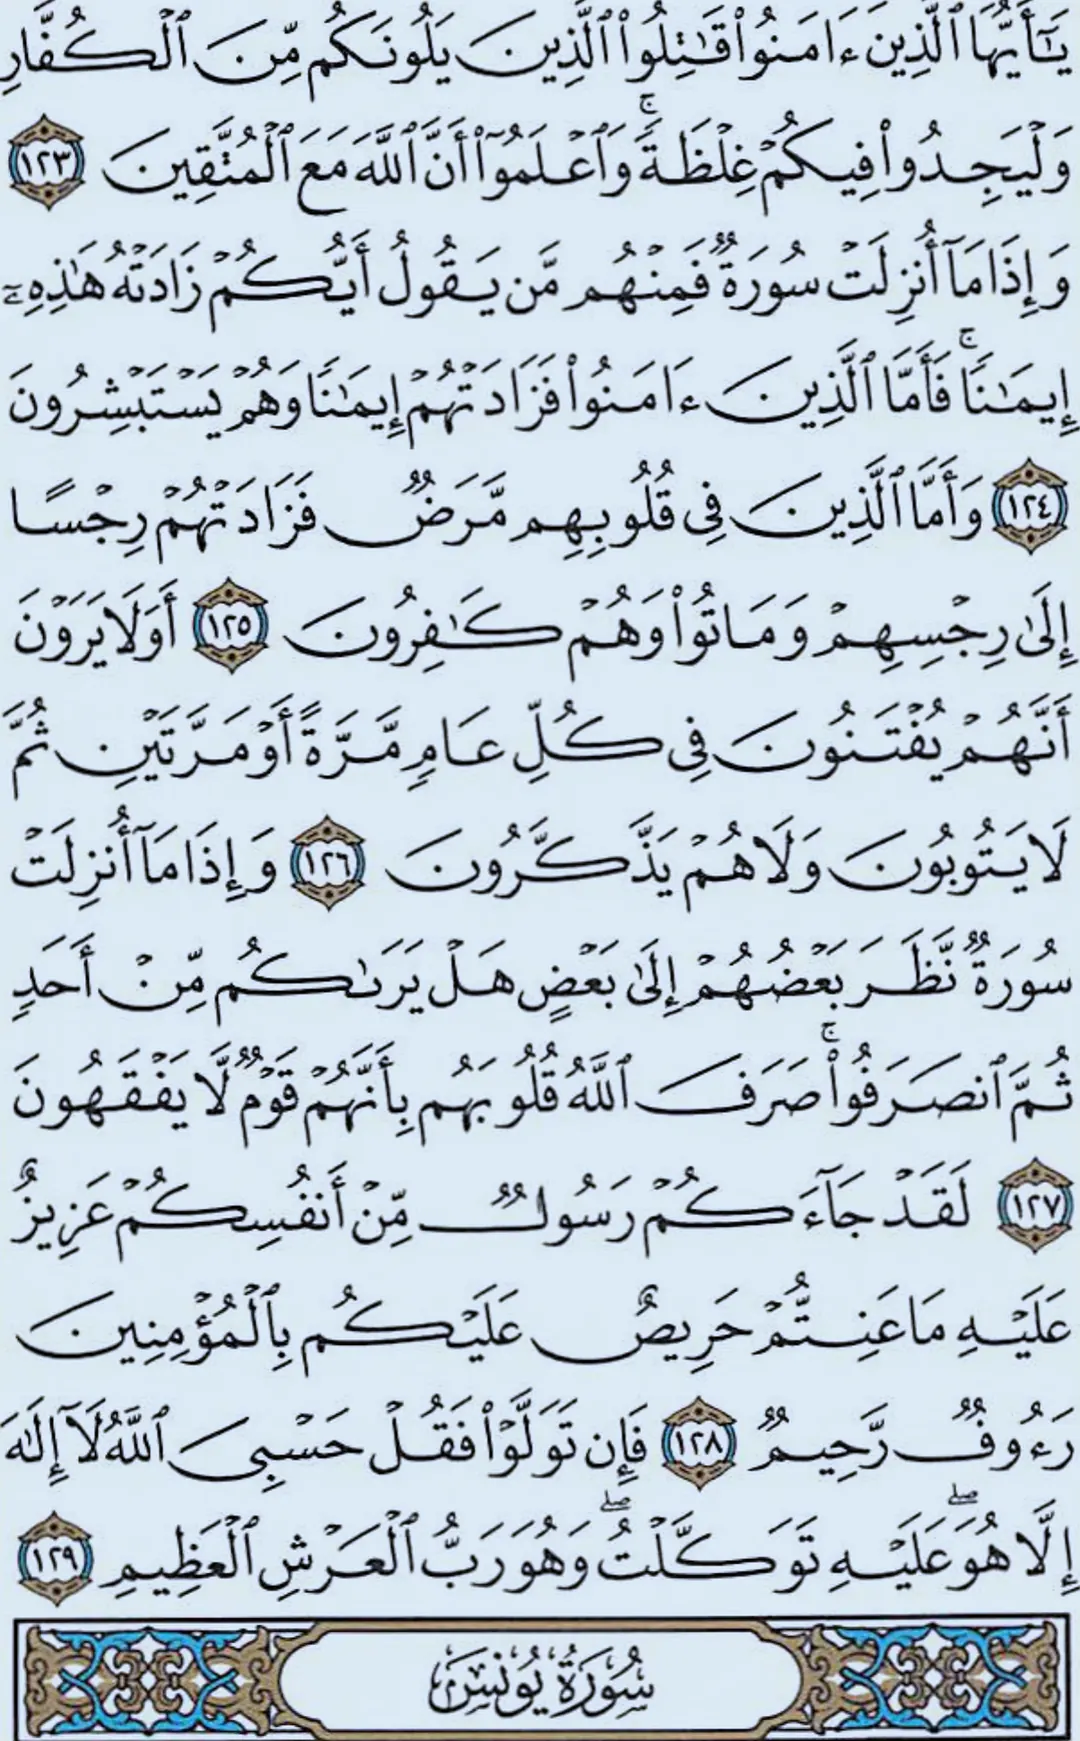 يَـٰٓأَيُّهَا ٱلَّذِينَ ءَامَنُوا۟ قَـٰتِلُوا۟ ٱلَّذِينَ يَلُونَكُم مِّنَ ٱلْكُفَّارِ
وَلْيَجِدُوا۟ فِيكُمْ غِلْظَةً ۚ وَٱعْلَمُوٓا۟ أَنَّ ٱللَّهَ مَعَ ٱلْمُتَّقِينَ ١٢٣
وَإِذَا مَآ أُنزِلَتْ سُورَةٌ فَمِنْهُم مَّن يَقُولُ أَيُّكُمْ زَادَتْهُ هَـٰذِهِۦٓ
إِيمَـٰنًا ۚ فَأَمَّا ٱلَّذِينَ ءَامَنُوا۟ فَزَادَتْهُمْ إِيمَـٰنًا وَهُمْ يَسْتَبْشِرُونَ
١٢٤ وَأَمَّا ٱلَّذِينَ فِى قُلُوبِهِم مَّرَضٌ فَزَادَتْهُمْ رِجْسًا
إِلَىٰ رِجْسِهِمْ وَمَاتُوا۟ وَهُمْ كَـٰفِرُونَ ١٢٥ أَوَلَا يَرَوْنَ
أَنَّهُمْ يُفْتَنُونَ فِى كُلِّ عَامٍ مَّرَّةً أَوْ مَرَّتَيْنِ ثُمَّ
لَا يَتُوبُونَ وَلَا هُمْ يَذَّكَّرُونَ ١٢٦ وَإِذَا مَآ أُنزِلَتْ
سُورَةٌ نَّظَرَ بَعْضُهُمْ إِلَىٰ بَعْضٍ هَلْ يَرَىٰكُم مِّنْ أَحَدٍ
ثُمَّ ٱنصَرَفُوا۟ ۚ صَرَفَ ٱللَّهُ قُلُوبَهُم بِأَنَّهُمْ قَوْمٌ لَّا يَفْقَهُونَ
١٢٧ لَقَدْ جَآءَكُمْ رَسُولٌ مِّنْ أَنفُسِكُمْ عَزِيزٌ
عَلَيْهِ مَا عَنِتُّمْ حَرِيصٌ عَلَيْكُم بِٱلْمُؤْمِنِينَ
رَءُوفٌ رَّحِيمٌ ١٢٨ فَإِن تَوَلَّوْا۟ فَقُلْ حَسْبِىَ ٱللَّهُ لَآ إِلَـٰهَ
إِلَّا هُوَ ۖ عَلَيْهِ تَوَكَّلْتُ ۖ وَهُوَ رَبُّ ٱلْعَرْشِ ٱلْعَظِيمِ ١٢٩
سُورَةُ يُونُسَ